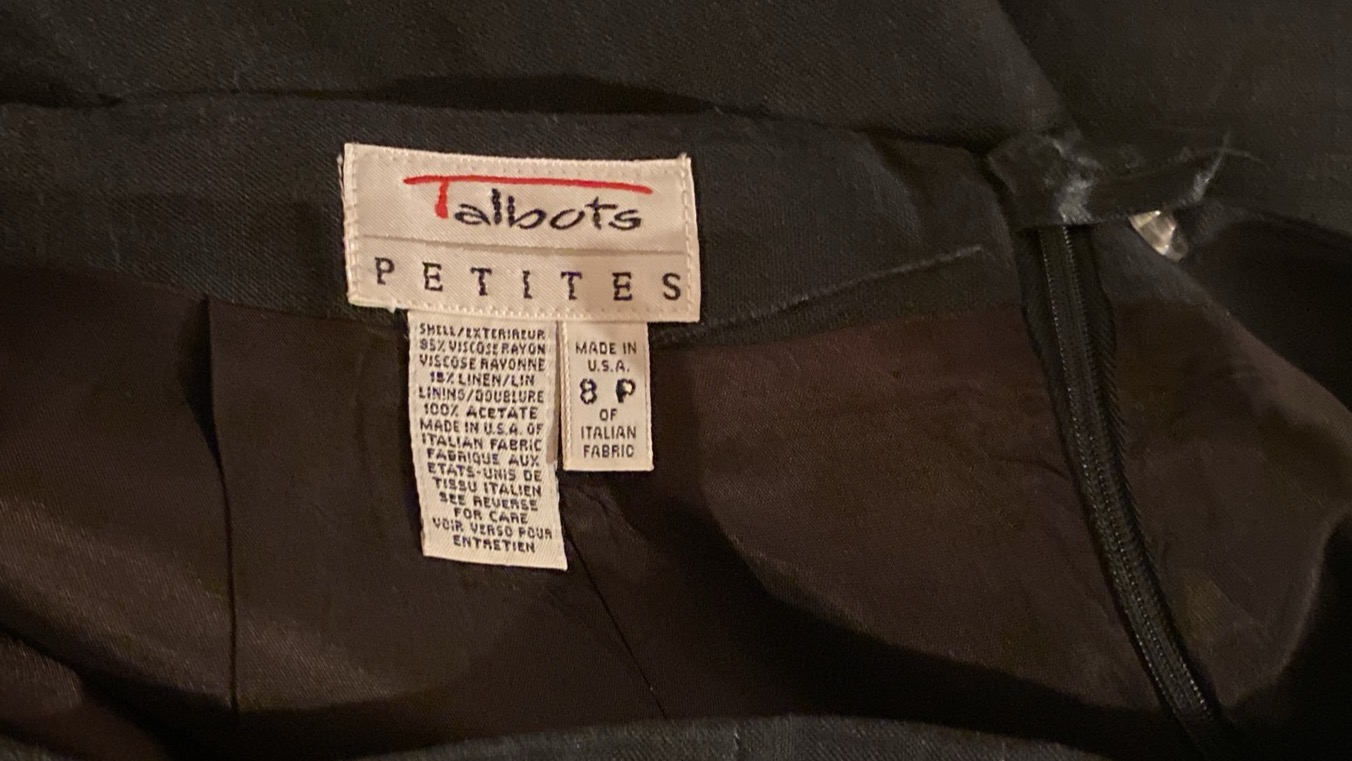 Talbots
PETITES
SHELL/EXTERIEUR
85% VISCOSE RAYON
VISCOSE RAYONNE
15% LINEN/LIN
LINING/DOUBLURE
100% ACETATE
MADE IN U.S.A. OF
ITALIAN FABRIC
FABRIQUE AUX
ETATS-UNIS DE
TISSU ITALIEN
SEE REVERSE
FOR CARE
VOIR VERSO POUR
ENTRETIEN
MADE IN
U.S.A.
8 P
OF
ITALIAN
FABRIC